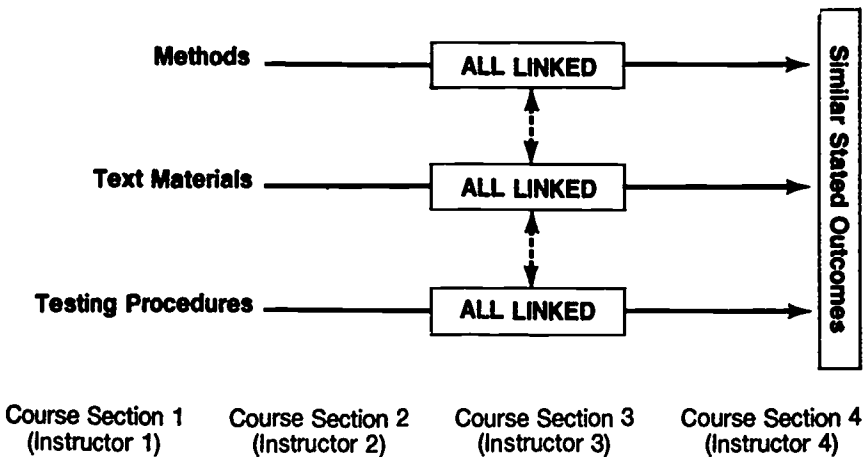 Methods
ALL LINKED
Text Materials
ALL LINKED
Testing Procedures
ALL LINKED
Similar Stated Outcomes
Course Section 1
(Instructor 1)
Course Section 2
(Instructor 2)
Course Section 3
(Instructor 3)
Course Section 4
(Instructor 4)